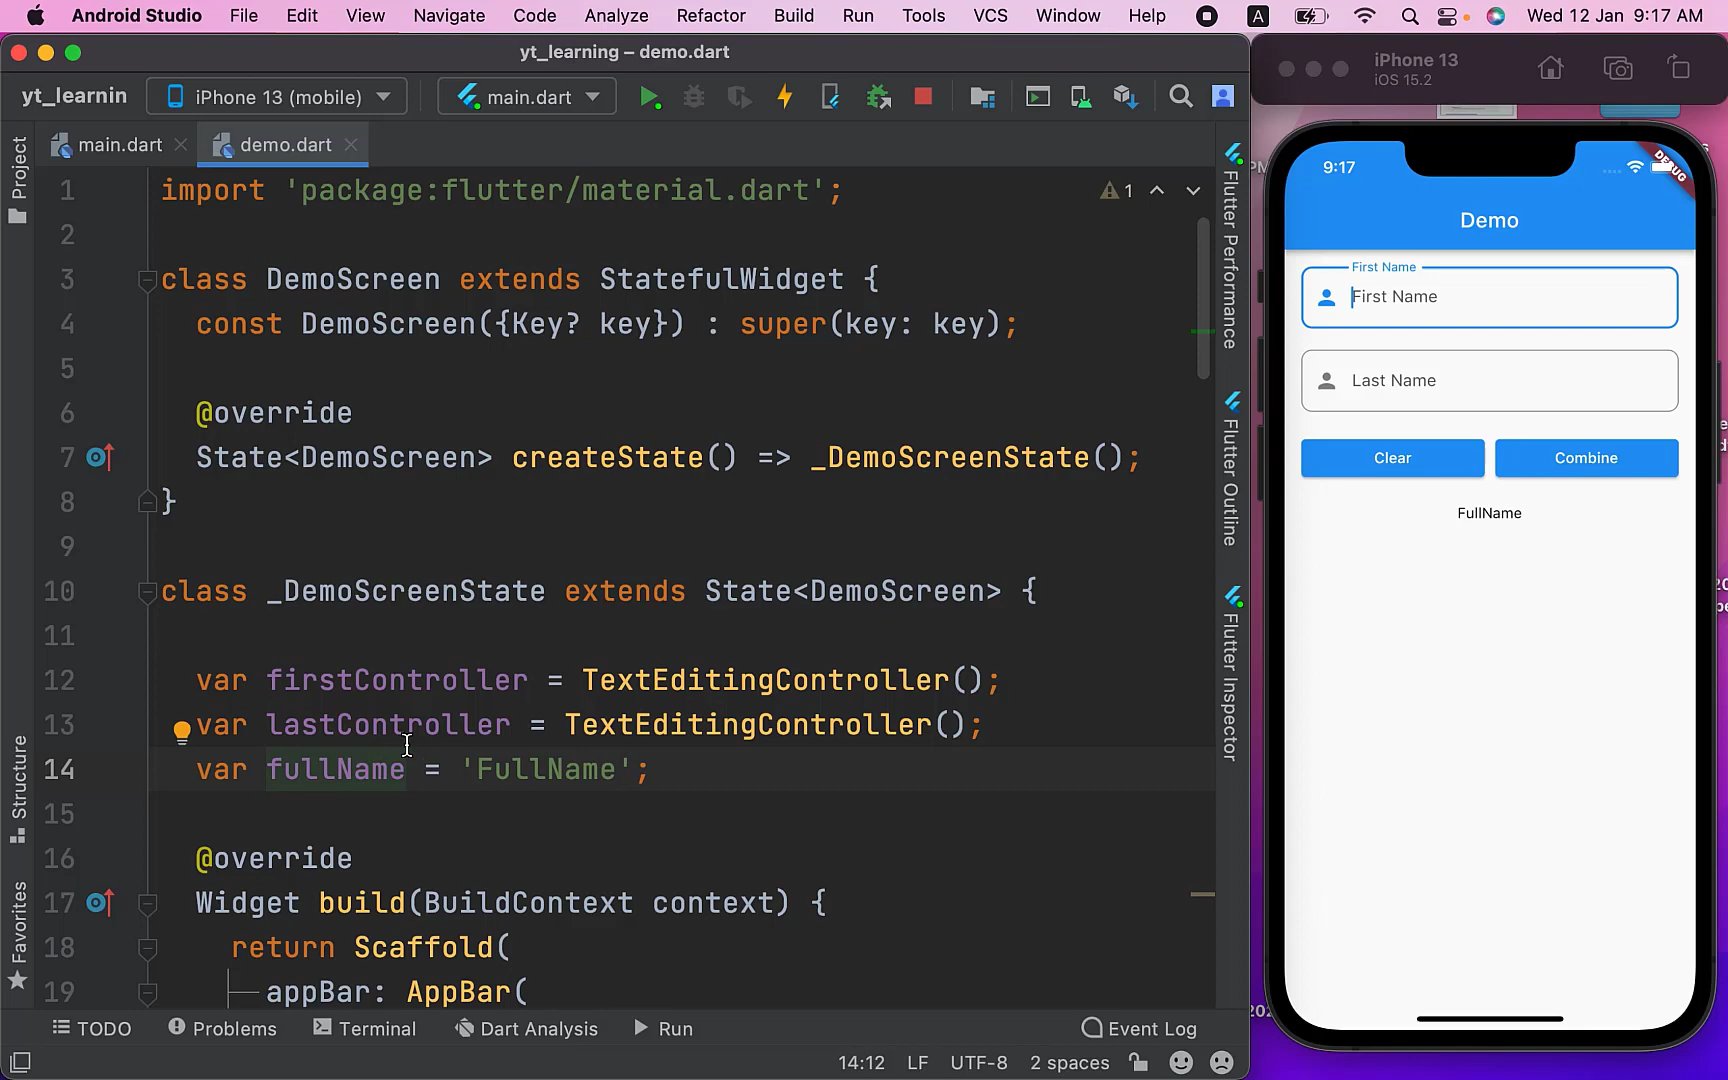 Android Studio File Edit View Navigate Code Analyze Refactor Build Run Tools VCS Window Help A Wed 12 Jan 9:17 AM
yt_learning – demo.dart
yt_learnin iPhone 13 (mobile) main.dart
main.dart demo.dart
1 import 'package:flutter/material.dart';
1
2
3 class DemoScreen extends StatefulWidget {
4 const DemoScreen({Key? key}) : super(key: key);
5
6 @override
7 State<DemoScreen> createState() => _DemoScreenState();
8 }
9
10 class _DemoScreenState extends State<DemoScreen> {
11
12 var firstController = TextEditingController();
13 var lastController = TextEditingController();
14 var fullName = 'FullName';
15
16 @override
17 Widget build(BuildContext context) {
18 return Scaffold(
19 appBar: AppBar(
Project
Structure
Favorites
Flutter Performance
Flutter Outline
Flutter Inspector
TODO Problems Terminal Dart Analysis Run Event Log
14:12 LF UTF-8 2 spaces
iPhone 13
iOS 15.2
9:17
DEBUG
Demo
First Name
First Name
Last Name
Clear Combine
FullName